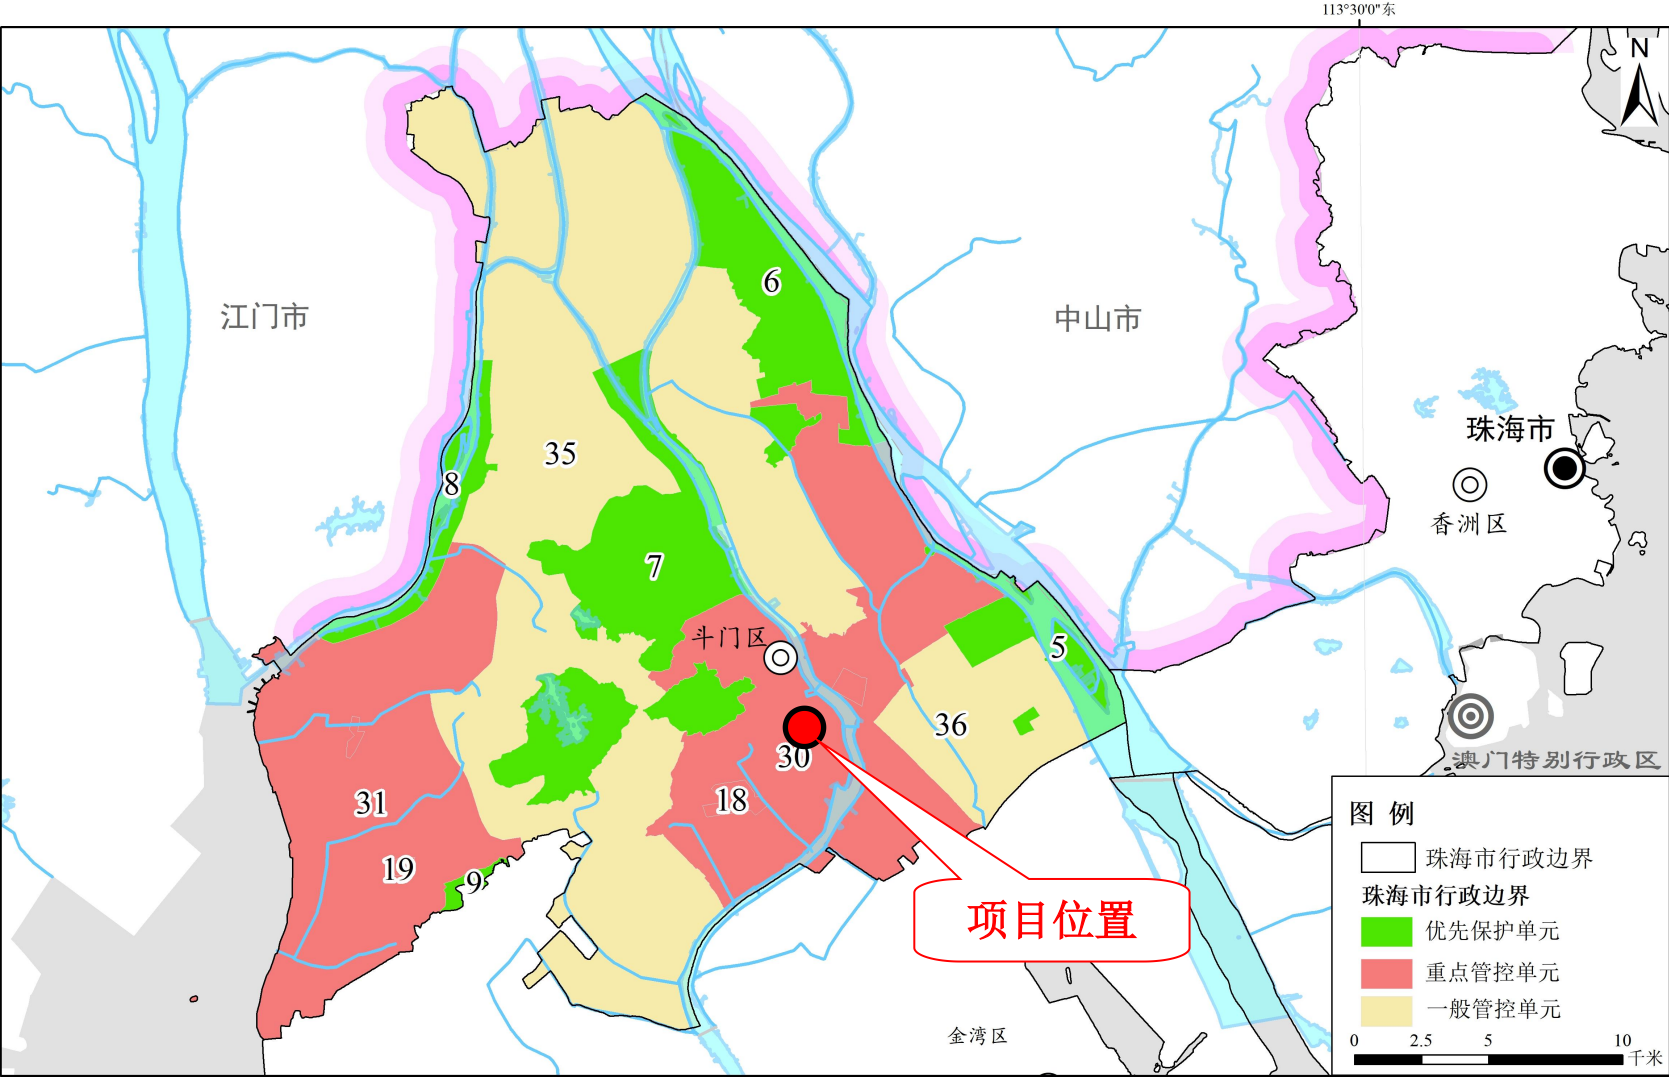 113°30'0"东
N
6
江门市
中山市
珠海市
35
8
香洲区
7
斗门区
5
36
澳门特别行政区
30
31
18
19
9
项目位置
金湾区
图 例
珠海市行政边界
珠海市行政边界
优先保护单元
重点管控单元
一般管控单元
0 2.5 5 10
千米